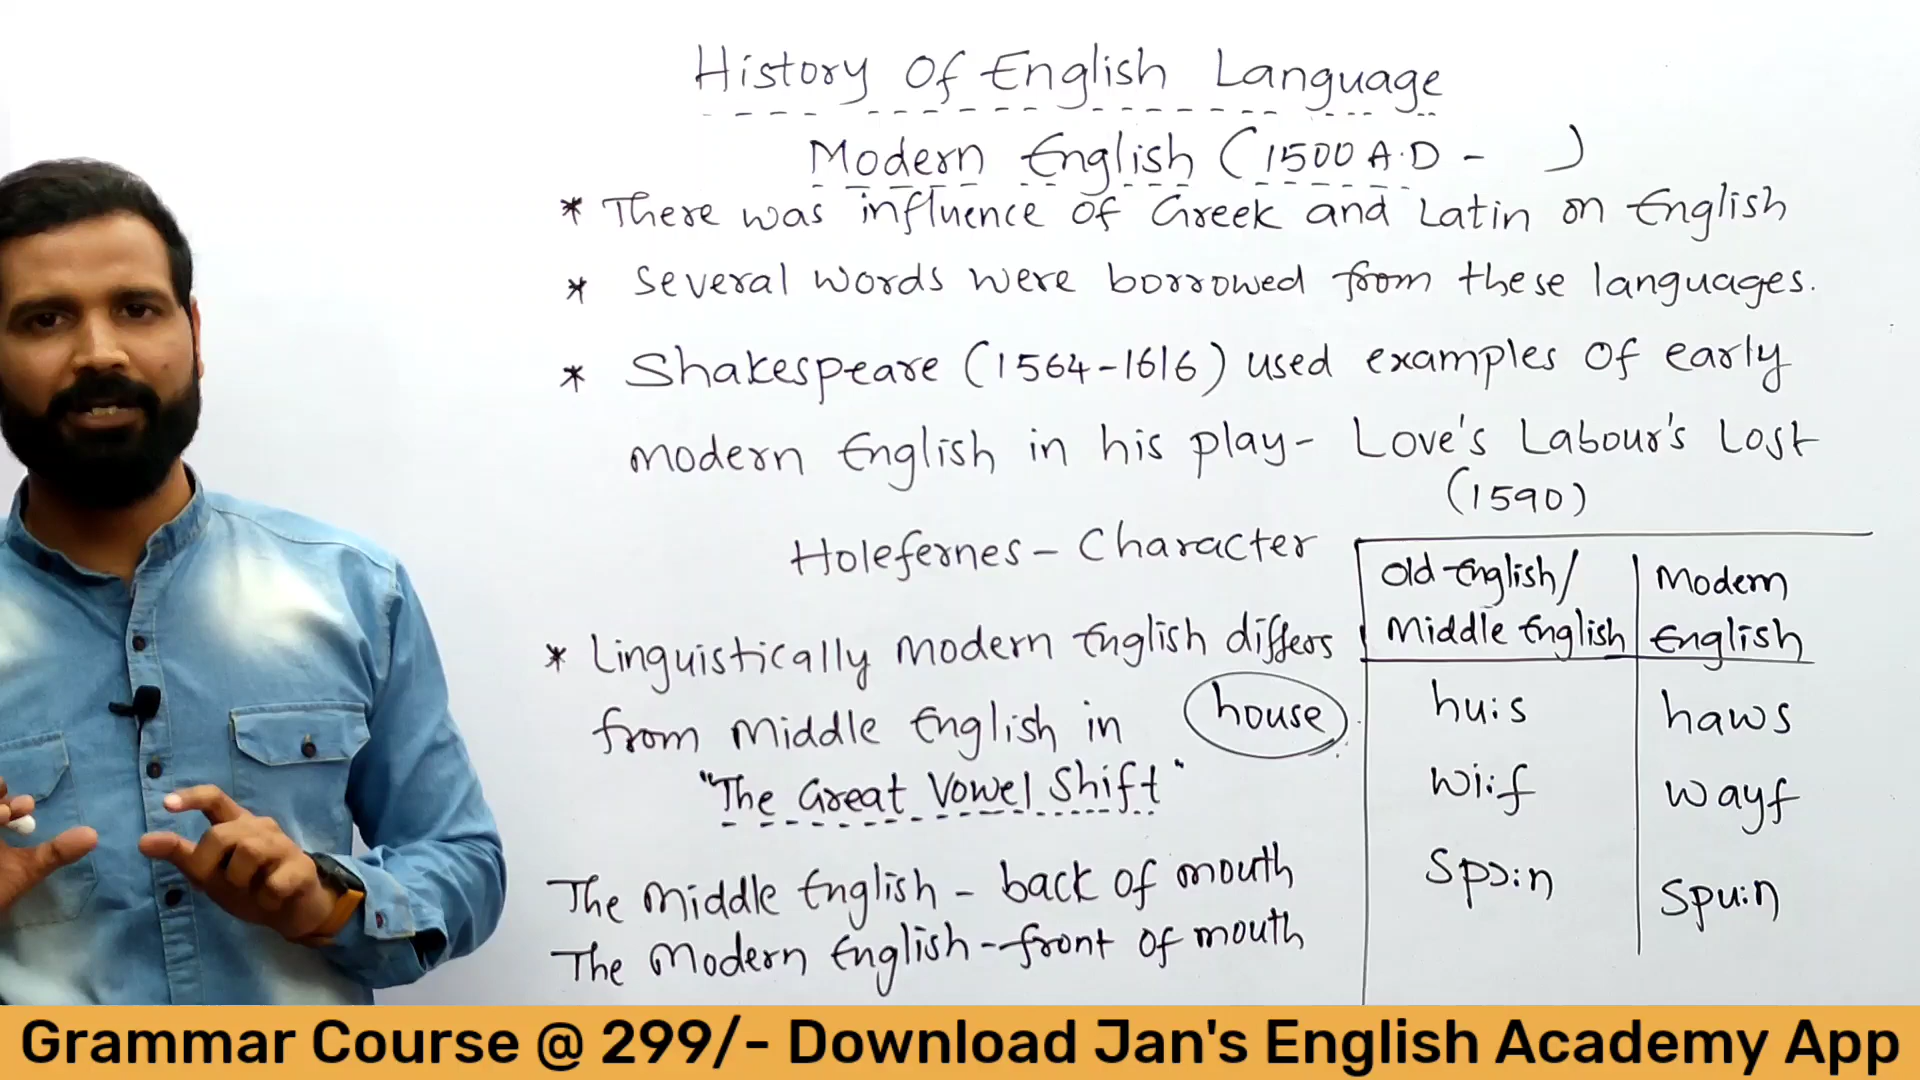 History Of English Language
Modern English (1500 A.D - )
* There was influence of Greek and Latin on English
* Several words were borrowed from these languages.
* Shakespeare (1564-1616) used examples of early
modern English in his play- Love's Labour's Lost
(1590)
Holefernes - Character
* Linguistically modern English differs
from Middle English in
"The Great Vowel Shift"
house
The Middle English - back of mouth
The Modern English - front of mouth
Old English/ Modern
Middle English English
hu:s haws
wi:f wayf
spɔ:n spu:n
Grammar Course @ 299/- Download Jan's English Academy App